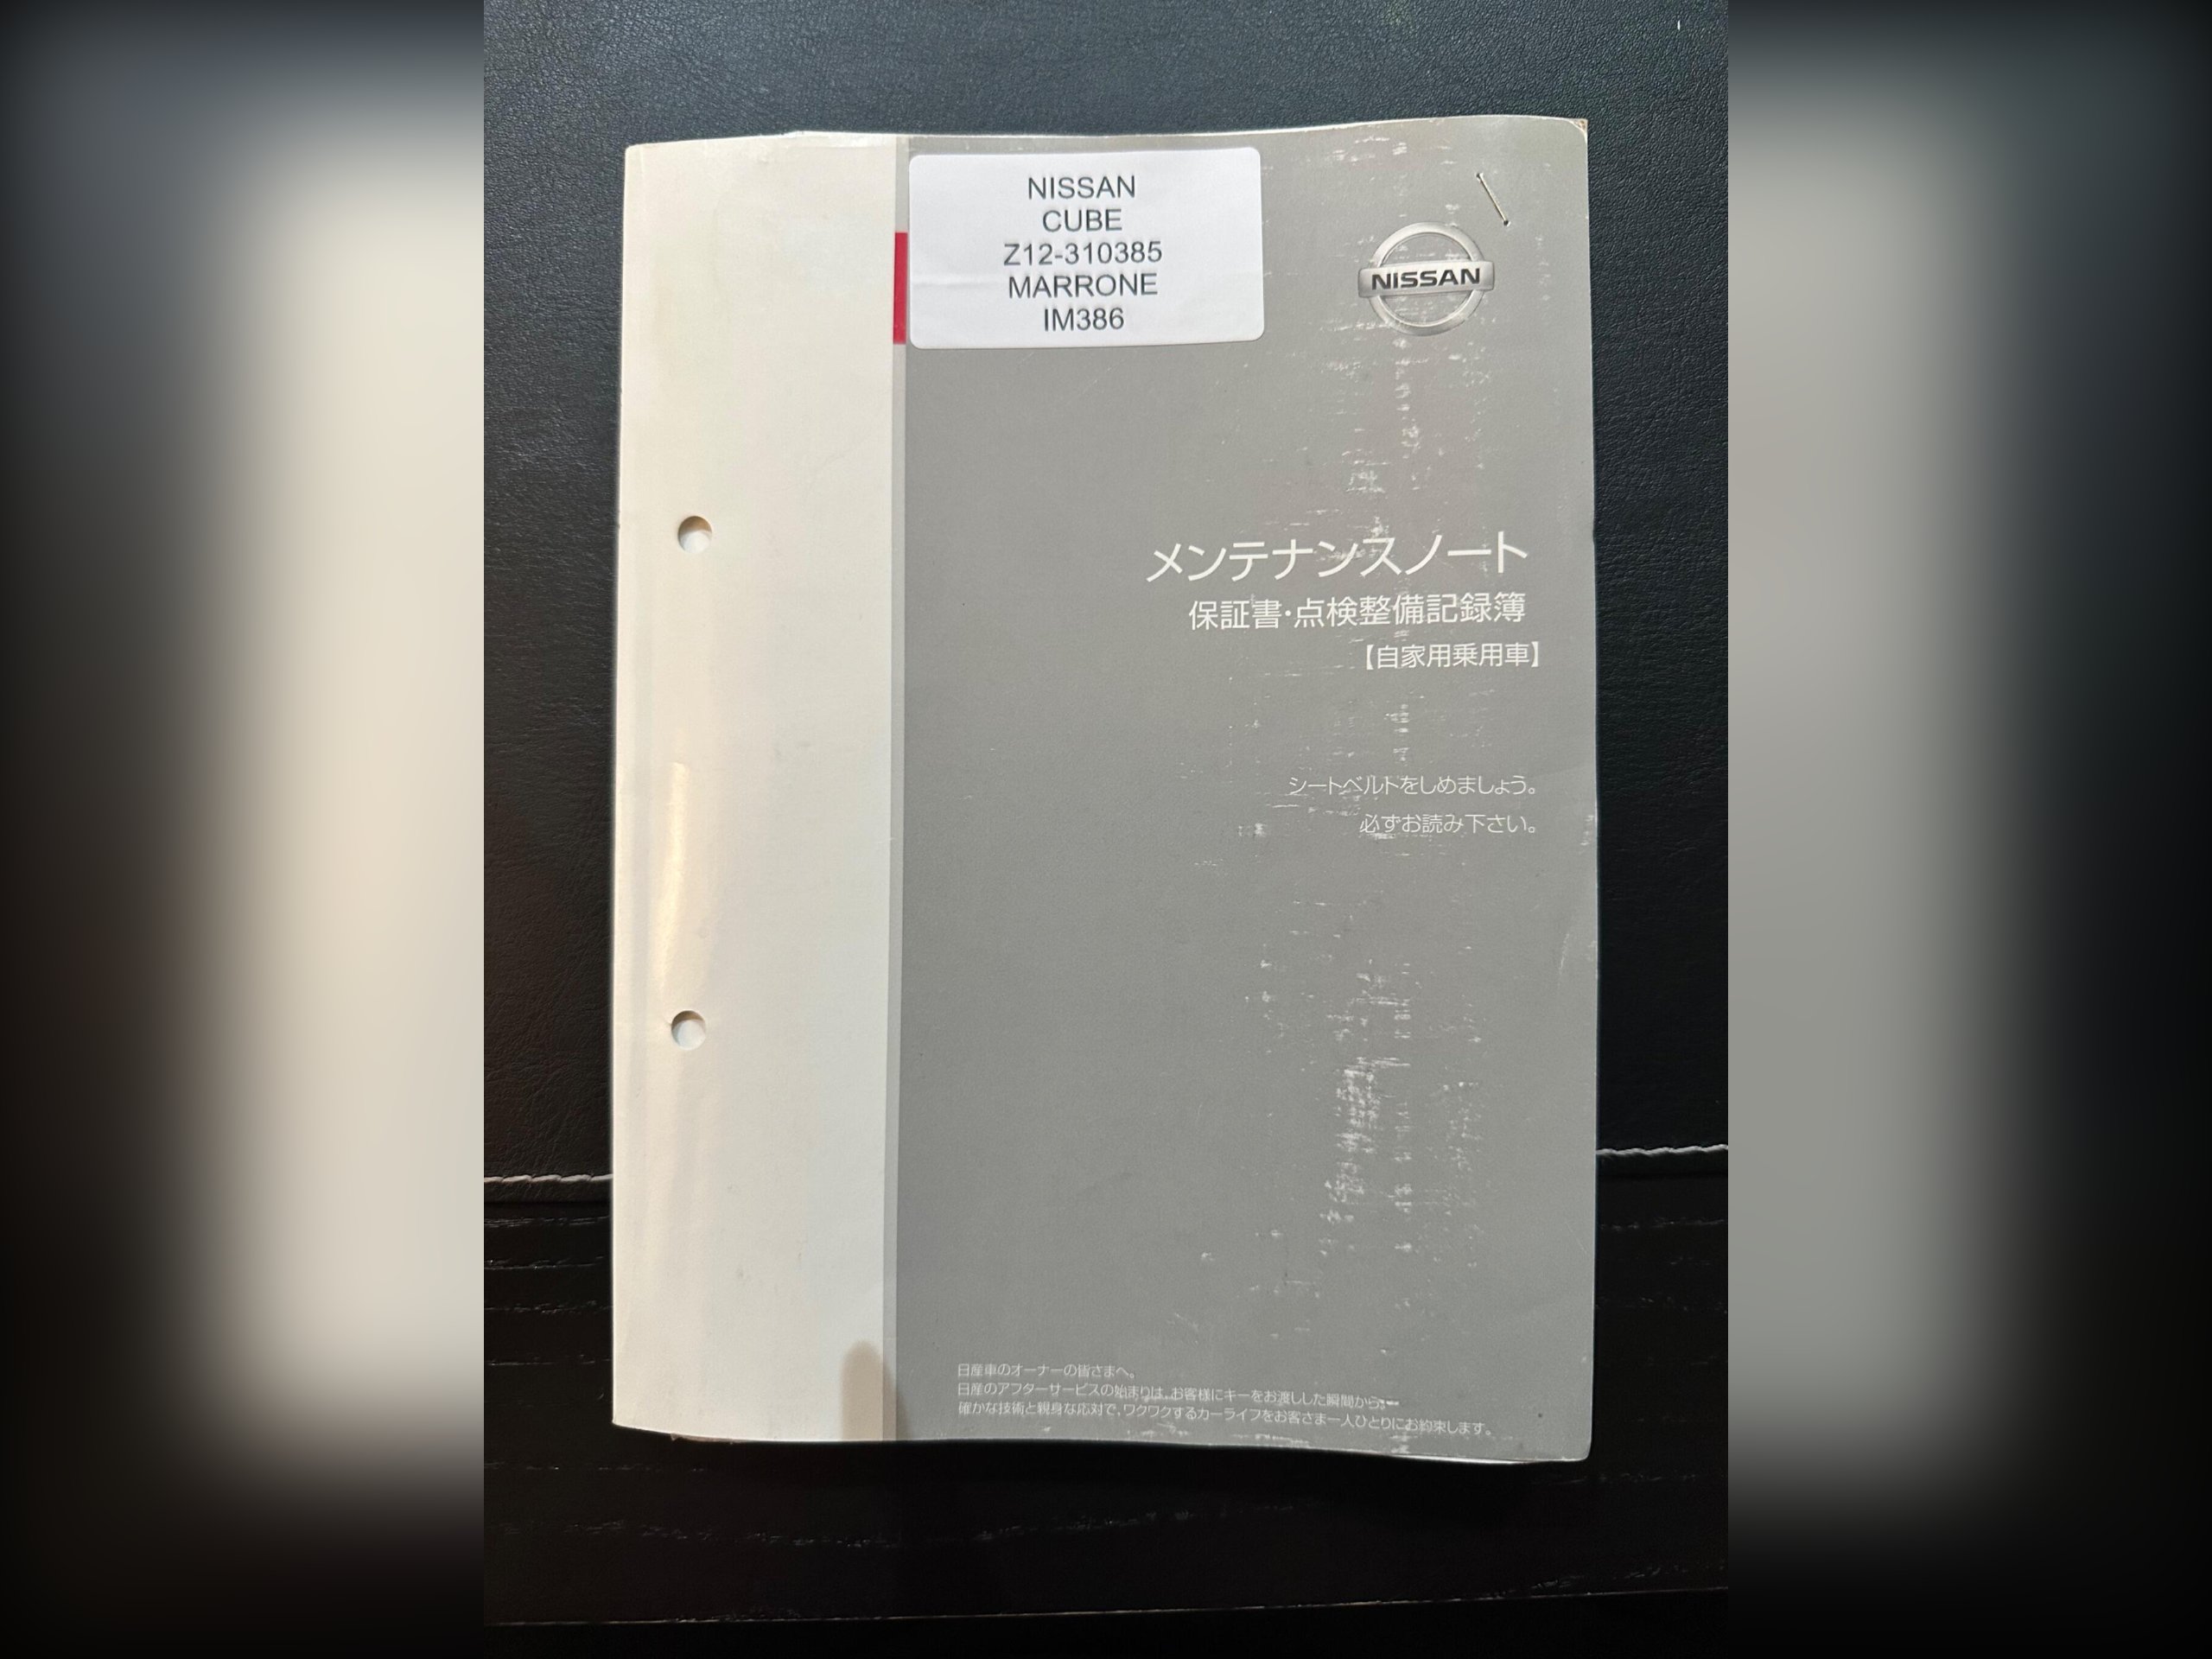 NISSAN
CUBE
Z12-310385
MARRONE
IM386
NISSAN
メンテナンスノート
保証書・点検整備記録簿
【自家用乗用車】
シートベルトをしめましょう。
必ずお読み下さい。
日産車のオーナーの皆さまへ。
日産のアフターサービスの始まりは、お客様にキーをお渡しした瞬間から。
確かな技術と親身な応対で、ワクワクするカーライフをお客さま一人ひとりにお約束します。